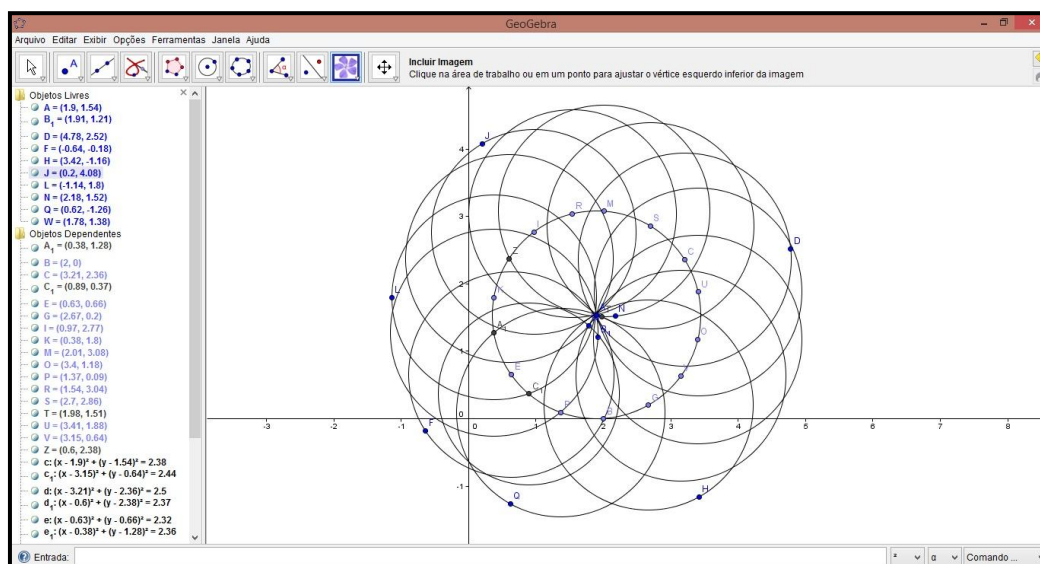 GeoGebra
Arquivo Editar Exibir Opções Ferramentas Janela Ajuda
Incluir Imagem
Clique na área de trabalho ou em um ponto para ajustar o vértice esquerdo inferior da imagem
Objetos Livres
A = (1.9, 1.54)
B₁ = (1.91, 1.21)
D = (4.78, 2.52)
F = (-0.64, -0.18)
H = (3.42, -1.16)
J = (0.2, 4.08)
L = (-1.14, 1.8)
N = (2.18, 1.52)
Q = (0.62, -1.26)
W = (1.78, 1.38)
Objetos Dependentes
A₁ = (0.38, 1.28)
B = (2, 0)
C = (3.21, 2.36)
C₁ = (0.89, 0.37)
E = (0.63, 0.66)
G = (2.67, 0.2)
I = (0.97, 2.77)
K = (0.38, 1.8)
M = (2.01, 3.08)
O = (3.4, 1.18)
P = (1.37, 0.09)
R = (1.54, 3.04)
S = (2.7, 2.86)
T = (1.98, 1.51)
U = (3.41, 1.88)
V = (3.15, 0.64)
Z = (0.6, 2.38)
c: (x - 1.9)² + (y - 1.54)² = 2.38
c₁: (x - 3.15)² + (y - 0.64)² = 2.44
d: (x - 3.21)² + (y - 2.36)² = 2.5
d₁: (x - 0.6)² + (y - 2.38)² = 2.37
e: (x - 0.63)² + (y - 0.66)² = 2.32
e₁: (x - 0.38)² + (y - 1.28)² = 2.36
J
4
3
R
M
S
I
D
Z
C
2
L
K
U
N
A₁
1
O
E
C₁
G
P
B
0
F
-3
-2
-1
0
1
2
3
4
5
6
7
8
-1
Q
H
Entrada:
²
α
Comando ...